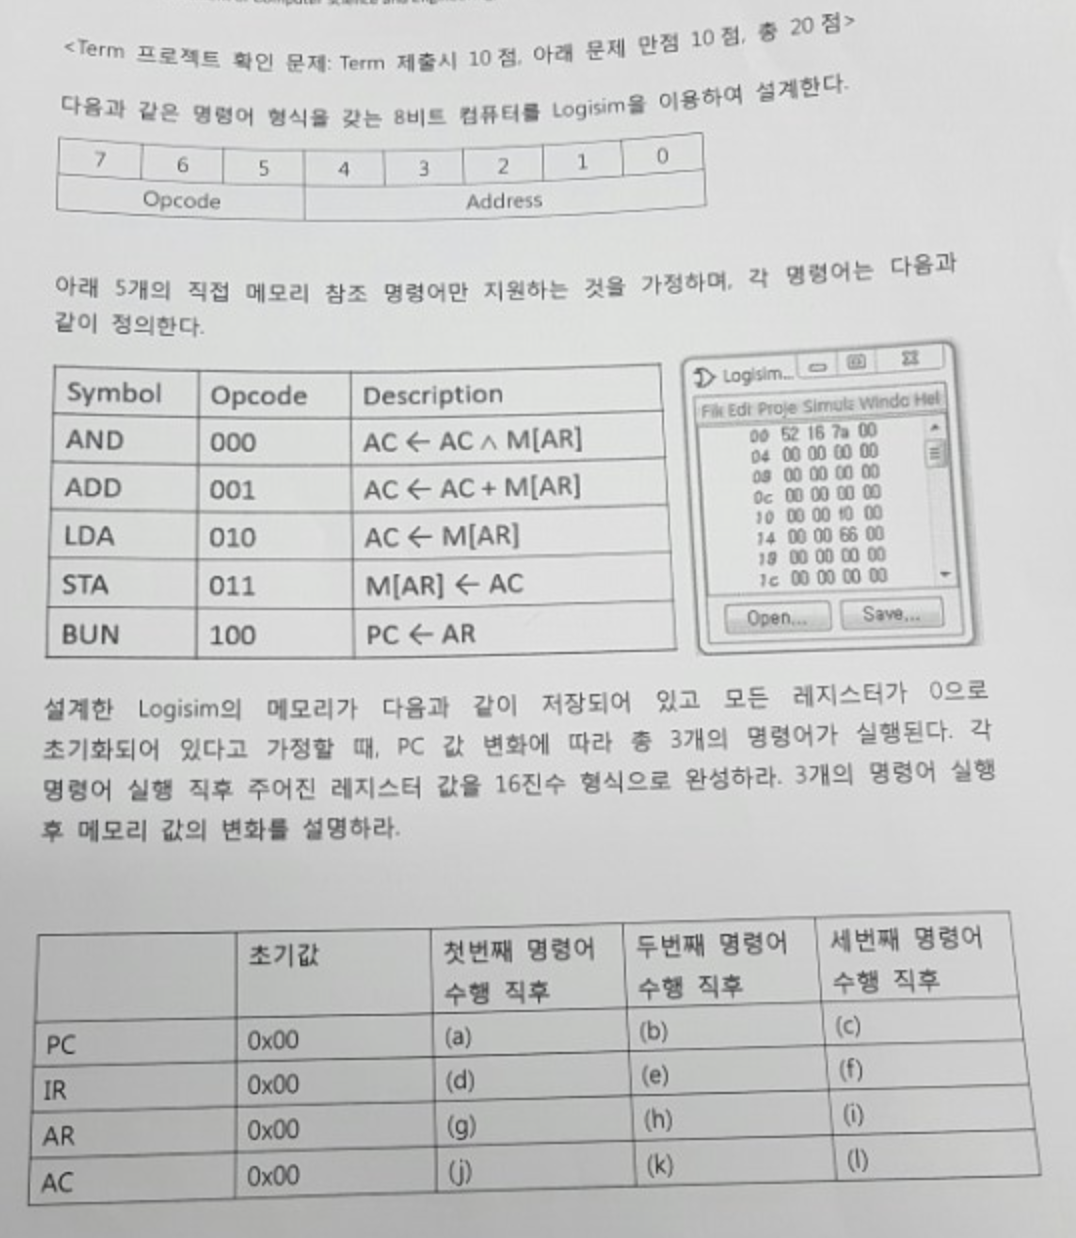 <Term 프로젝트 확인 문제: Term 제출시 10 점, 아래 문제 만점 10 점, 총 20 점>
다음과 같은 명령어 형식을 갖는 8비트 컴퓨터를 Logisim을 이용하여 설계한다.
7 6 5 4 3 2 1 0
Opcode Address
아래 5개의 직접 메모리 참조 명령어만 지원하는 것을 가정하며, 각 명령어는 다음과
같이 정의한다.
Symbol Opcode Description
AND 000 AC ← AC ∧ M[AR]
ADD 001 AC ← AC + M[AR]
LDA 010 AC ← M[AR]
STA 011 M[AR] ← AC
BUN 100 PC ← AR
Logisim...
File Edi Proje Simula Windo Hel
00 52 16 7a 00
04 00 00 00 00
08 00 00 00 00
0c 00 00 00 00
10 00 00 f0 00
14 00 00 66 00
18 00 00 00 00
1c 00 00 00 00
Open... Save...
설계한 Logisim의 메모리가 다음과 같이 저장되어 있고 모든 레지스터가 0으로
초기화되어 있다고 가정할 때, PC 값 변화에 따라 총 3개의 명령어가 실행된다. 각
명령어 실행 직후 주어진 레지스터 값을 16진수 형식으로 완성하라. 3개의 명령어 실행
후 메모리 값의 변화를 설명하라.
초기값 첫번째 명령어 두번째 명령어 세번째 명령어
수행 직후 수행 직후 수행 직후
PC 0x00 (a) (b) (c)
IR 0x00 (d) (e) (f)
AR 0x00 (g) (h) (i)
AC 0x00 (j) (k) (l)